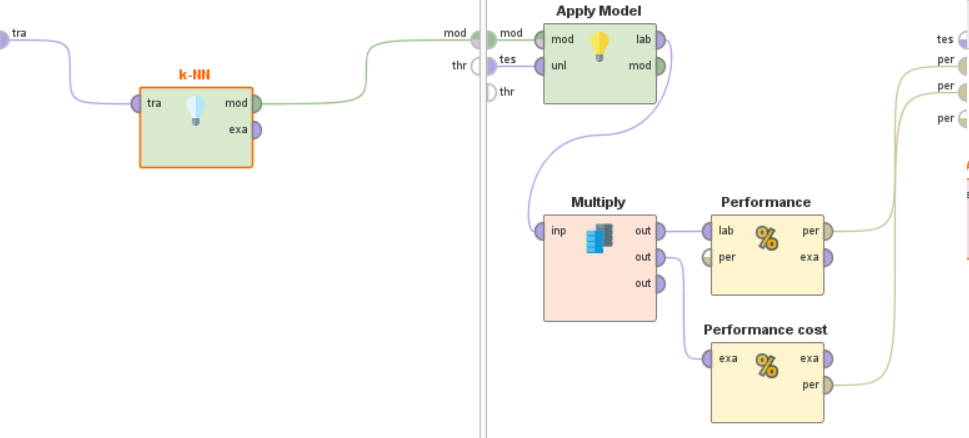 tra
k-NN
tra
mod
exa
mod
thr
mod
tes
thr
Apply Model
mod
lab
unl
mod
Multiply
inp
out
out
out
Performance
lab
per
per
exa
Performance cost
exa
exa
per
tes
per
per
per